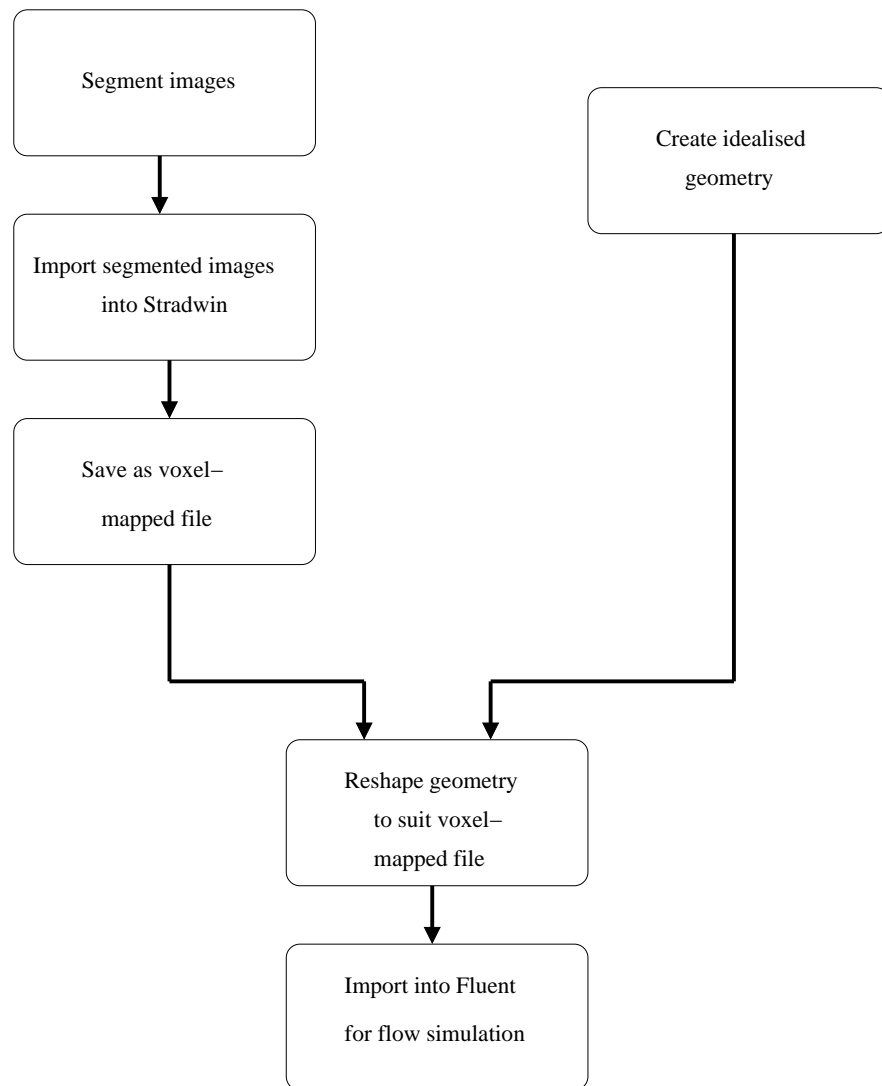 Segment images
Import segmented images
into Stradwin
Save as voxel−
mapped file
Create idealised
geometry
Reshape geometry
to suit voxel−
mapped file
Import into Fluent
for flow simulation